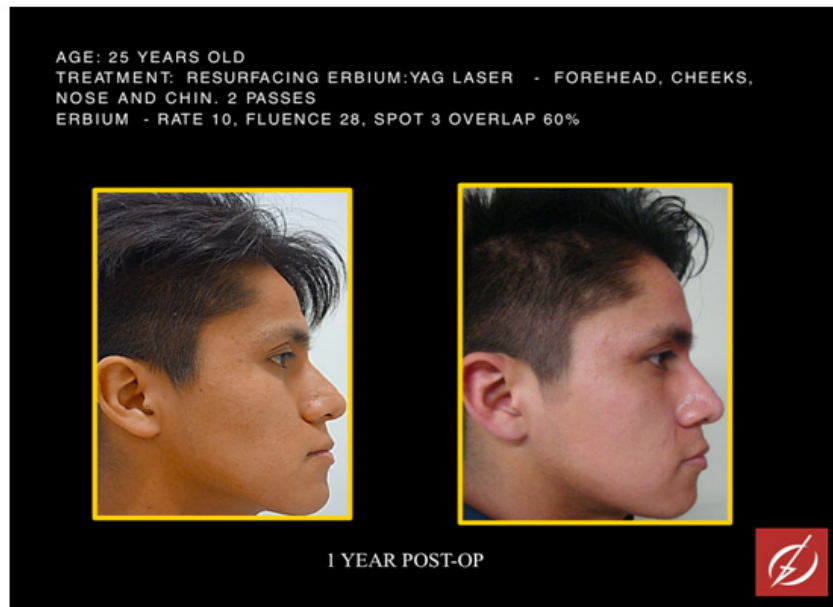 AGE: 25 YEARS OLD
TREATMENT: RESURFACING ERBIUM:YAG LASER - FOREHEAD, CHEEKS,
NOSE AND CHIN. 2 PASSES
ERBIUM - RATE 10, FLUENCE 28, SPOT 3 OVERLAP 60%
1 YEAR POST-OP